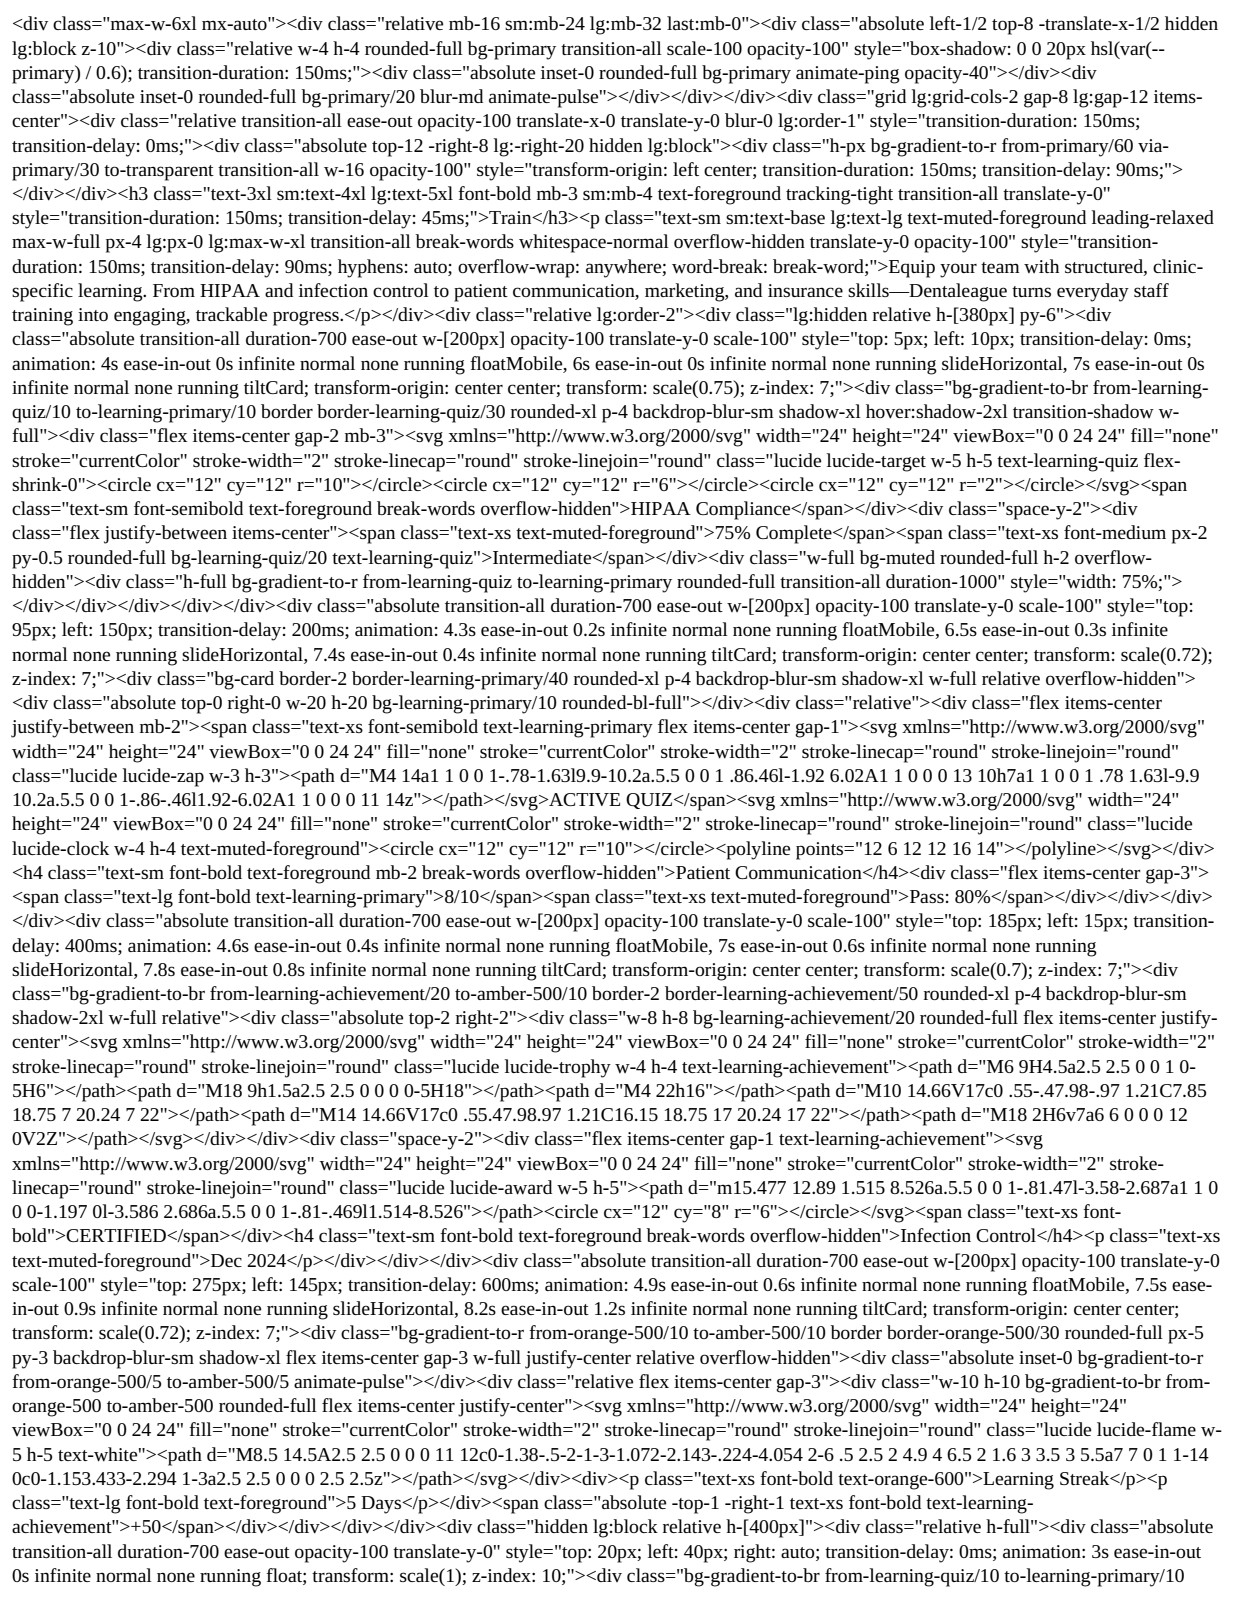 <div class="max-w-6xl mx-auto"><div class="relative mb-16 sm:mb-24 lg:mb-32 last:mb-0"><div class="absolute left-1/2 top-8 -translate-x-1/2 hidden
lg:block z-10"><div class="relative w-4 h-4 rounded-full bg-primary transition-all scale-100 opacity-100" style="box-shadow: 0 0 20px hsl(var(--
primary) / 0.6); transition-duration: 150ms;"><div class="absolute inset-0 rounded-full bg-primary animate-ping opacity-40"></div><div
class="absolute inset-0 rounded-full bg-primary/20 blur-md animate-pulse"></div></div></div><div class="grid lg:grid-cols-2 gap-8 lg:gap-12 items-
center"><div class="relative transition-all ease-out opacity-100 translate-x-0 translate-y-0 blur-0 lg:order-1" style="transition-duration: 150ms;
transition-delay: 0ms;"><div class="absolute top-12 -right-8 lg:-right-20 hidden lg:block"><div class="h-px bg-gradient-to-r from-primary/60 via-
primary/30 to-transparent transition-all w-16 opacity-100" style="transform-origin: left center; transition-duration: 150ms; transition-delay: 90ms;">
</div></div><h3 class="text-3xl sm:text-4xl lg:text-5xl font-bold mb-3 sm:mb-4 text-foreground tracking-tight transition-all translate-y-0"
style="transition-duration: 150ms; transition-delay: 45ms;">Train</h3><p class="text-sm sm:text-base lg:text-lg text-muted-foreground leading-relaxed
max-w-full px-4 lg:px-0 lg:max-w-xl transition-all break-words whitespace-normal overflow-hidden translate-y-0 opacity-100" style="transition-
duration: 150ms; transition-delay: 90ms; hyphens: auto; overflow-wrap: anywhere; word-break: break-word;">Equip your team with structured, clinic-
specific learning. From HIPAA and infection control to patient communication, marketing, and insurance skills—Dentaleague turns everyday staff
training into engaging, trackable progress.</p></div><div class="relative lg:order-2"><div class="lg:hidden relative h-[380px] py-6"><div
class="absolute transition-all duration-700 ease-out w-[200px] opacity-100 translate-y-0 scale-100" style="top: 5px; left: 10px; transition-delay: 0ms;
animation: 4s ease-in-out 0s infinite normal none running floatMobile, 6s ease-in-out 0s infinite normal none running slideHorizontal, 7s ease-in-out 0s
infinite normal none running tiltCard; transform-origin: center center; transform: scale(0.75); z-index: 7;"><div class="bg-gradient-to-br from-learning-
quiz/10 to-learning-primary/10 border border-learning-quiz/30 rounded-xl p-4 backdrop-blur-sm shadow-xl hover:shadow-2xl transition-shadow w-
full"><div class="flex items-center gap-2 mb-3"><svg xmlns="http://www.w3.org/2000/svg" width="24" height="24" viewBox="0 0 24 24" fill="none"
stroke="currentColor" stroke-width="2" stroke-linecap="round" stroke-linejoin="round" class="lucide lucide-target w-5 h-5 text-learning-quiz flex-
shrink-0"><circle cx="12" cy="12" r="10"></circle><circle cx="12" cy="12" r="6"></circle><circle cx="12" cy="12" r="2"></circle></svg><span
class="text-sm font-semibold text-foreground break-words overflow-hidden">HIPAA Compliance</span></div><div class="space-y-2"><div
class="flex justify-between items-center"><span class="text-xs text-muted-foreground">75% Complete</span><span class="text-xs font-medium px-2
py-0.5 rounded-full bg-learning-quiz/20 text-learning-quiz">Intermediate</span></div><div class="w-full bg-muted rounded-full h-2 overflow-
hidden"><div class="h-full bg-gradient-to-r from-learning-quiz to-learning-primary rounded-full transition-all duration-1000" style="width: 75%;">
</div></div></div></div></div><div class="absolute transition-all duration-700 ease-out w-[200px] opacity-100 translate-y-0 scale-100" style="top:
95px; left: 150px; transition-delay: 200ms; animation: 4.3s ease-in-out 0.2s infinite normal none running floatMobile, 6.5s ease-in-out 0.3s infinite
normal none running slideHorizontal, 7.4s ease-in-out 0.4s infinite normal none running tiltCard; transform-origin: center center; transform: scale(0.72);
z-index: 7;"><div class="bg-card border-2 border-learning-primary/40 rounded-xl p-4 backdrop-blur-sm shadow-xl w-full relative overflow-hidden">
<div class="absolute top-0 right-0 w-20 h-20 bg-learning-primary/10 rounded-bl-full"></div><div class="relative"><div class="flex items-center
justify-between mb-2"><span class="text-xs font-semibold text-learning-primary flex items-center gap-1"><svg xmlns="http://www.w3.org/2000/svg"
width="24" height="24" viewBox="0 0 24 24" fill="none" stroke="currentColor" stroke-width="2" stroke-linecap="round" stroke-linejoin="round"
class="lucide lucide-zap w-3 h-3"><path d="M4 14a1 1 0 0 1-.78-1.63l9.9-10.2a.5.5 0 0 1 .86.46l-1.92 6.02A1 1 0 0 0 13 10h7a1 1 0 0 1 .78 1.63l-9.9
10.2a.5.5 0 0 1-.86-.46l1.92-6.02A1 1 0 0 0 11 14z"></path></svg>ACTIVE QUIZ</span><svg xmlns="http://www.w3.org/2000/svg" width="24"
height="24" viewBox="0 0 24 24" fill="none" stroke="currentColor" stroke-width="2" stroke-linecap="round" stroke-linejoin="round" class="lucide
lucide-clock w-4 h-4 text-muted-foreground"><circle cx="12" cy="12" r="10"></circle><polyline points="12 6 12 12 16 14"></polyline></svg></div>
<h4 class="text-sm font-bold text-foreground mb-2 break-words overflow-hidden">Patient Communication</h4><div class="flex items-center gap-3">
<span class="text-lg font-bold text-learning-primary">8/10</span><span class="text-xs text-muted-foreground">Pass: 80%</span></div></div></div>
</div><div class="absolute transition-all duration-700 ease-out w-[200px] opacity-100 translate-y-0 scale-100" style="top: 185px; left: 15px; transition-
delay: 400ms; animation: 4.6s ease-in-out 0.4s infinite normal none running floatMobile, 7s ease-in-out 0.6s infinite normal none running
slideHorizontal, 7.8s ease-in-out 0.8s infinite normal none running tiltCard; transform-origin: center center; transform: scale(0.7); z-index: 7;"><div
class="bg-gradient-to-br from-learning-achievement/20 to-amber-500/10 border-2 border-learning-achievement/50 rounded-xl p-4 backdrop-blur-sm
shadow-2xl w-full relative"><div class="absolute top-2 right-2"><div class="w-8 h-8 bg-learning-achievement/20 rounded-full flex items-center justify-
center"><svg xmlns="http://www.w3.org/2000/svg" width="24" height="24" viewBox="0 0 24 24" fill="none" stroke="currentColor" stroke-width="2"
stroke-linecap="round" stroke-linejoin="round" class="lucide lucide-trophy w-4 h-4 text-learning-achievement"><path d="M6 9H4.5a2.5 2.5 0 0 1 0-
5H6"></path><path d="M18 9h1.5a2.5 2.5 0 0 0 0-5H18"></path><path d="M4 22h16"></path><path d="M10 14.66V17c0 .55-.47.98-.97 1.21C7.85
18.75 7 20.24 7 22"></path><path d="M14 14.66V17c0 .55.47.98.97 1.21C16.15 18.75 17 20.24 17 22"></path><path d="M18 2H6v7a6 6 0 0 0 12
0V2Z"></path></svg></div></div><div class="space-y-2"><div class="flex items-center gap-1 text-learning-achievement"><svg
xmlns="http://www.w3.org/2000/svg" width="24" height="24" viewBox="0 0 24 24" fill="none" stroke="currentColor" stroke-width="2" stroke-
linecap="round" stroke-linejoin="round" class="lucide lucide-award w-5 h-5"><path d="m15.477 12.89 1.515 8.526a.5.5 0 0 1-.81.47l-3.58-2.687a1 1 0
0 0-1.197 0l-3.586 2.686a.5.5 0 0 1-.81-.469l1.514-8.526"></path><circle cx="12" cy="8" r="6"></circle></svg><span class="text-xs font-
bold">CERTIFIED</span></div><h4 class="text-sm font-bold text-foreground break-words overflow-hidden">Infection Control</h4><p class="text-xs
text-muted-foreground">Dec 2024</p></div></div></div><div class="absolute transition-all duration-700 ease-out w-[200px] opacity-100 translate-y-0
scale-100" style="top: 275px; left: 145px; transition-delay: 600ms; animation: 4.9s ease-in-out 0.6s infinite normal none running floatMobile, 7.5s ease-
in-out 0.9s infinite normal none running slideHorizontal, 8.2s ease-in-out 1.2s infinite normal none running tiltCard; transform-origin: center center;
transform: scale(0.72); z-index: 7;"><div class="bg-gradient-to-r from-orange-500/10 to-amber-500/10 border border-orange-500/30 rounded-full px-5
py-3 backdrop-blur-sm shadow-xl flex items-center gap-3 w-full justify-center relative overflow-hidden"><div class="absolute inset-0 bg-gradient-to-r
from-orange-500/5 to-amber-500/5 animate-pulse"></div><div class="relative flex items-center gap-3"><div class="w-10 h-10 bg-gradient-to-br from-
orange-500 to-amber-500 rounded-full flex items-center justify-center"><svg xmlns="http://www.w3.org/2000/svg" width="24" height="24"
viewBox="0 0 24 24" fill="none" stroke="currentColor" stroke-width="2" stroke-linecap="round" stroke-linejoin="round" class="lucide lucide-flame w-
5 h-5 text-white"><path d="M8.5 14.5A2.5 2.5 0 0 0 11 12c0-1.38-.5-2-1-3-1.072-2.143-.224-4.054 2-6 .5 2.5 2 4.9 4 6.5 2 1.6 3 3.5 3 5.5a7 7 0 1 1-14
0c0-1.153.433-2.294 1-3a2.5 2.5 0 0 0 2.5 2.5z"></path></svg></div><div><p class="text-xs font-bold text-orange-600">Learning Streak</p><p
class="text-lg font-bold text-foreground">5 Days</p></div><span class="absolute -top-1 -right-1 text-xs font-bold text-learning-
achievement">+50</span></div></div></div></div><div class="hidden lg:block relative h-[400px]"><div class="relative h-full"><div class="absolute
transition-all duration-700 ease-out opacity-100 translate-y-0" style="top: 20px; left: 40px; right: auto; transition-delay: 0ms; animation: 3s ease-in-out
0s infinite normal none running float; transform: scale(1); z-index: 10;"><div class="bg-gradient-to-br from-learning-quiz/10 to-learning-primary/10